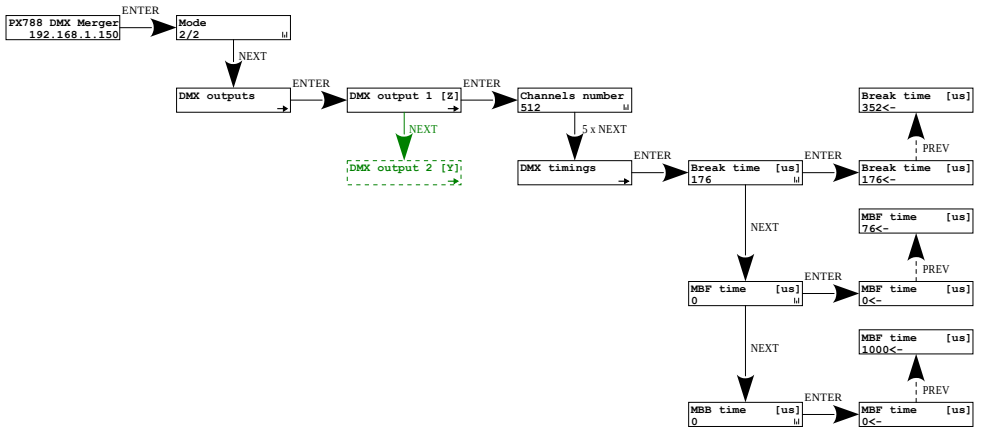 ENTER
PX788 DMX Merger
192.168.1.150
Mode
2/2
NEXT
DMX outputs
ENTER
DMX output 1 [Z]
ENTER
Channels number
512
Break time [us]
352<-
NEXT
5 x NEXT
PREV
DMX output 2 [Y]
DMX timings
ENTER
Break time [us]
176
ENTER
Break time [us]
176<-
MBF time [us]
76<-
NEXT
PREV
MBF time [us]
0
ENTER
MBF time [us]
0<-
MBF time [us]
1000<-
NEXT
PREV
MBB time [us]
0
ENTER
MBF time [us]
0<-